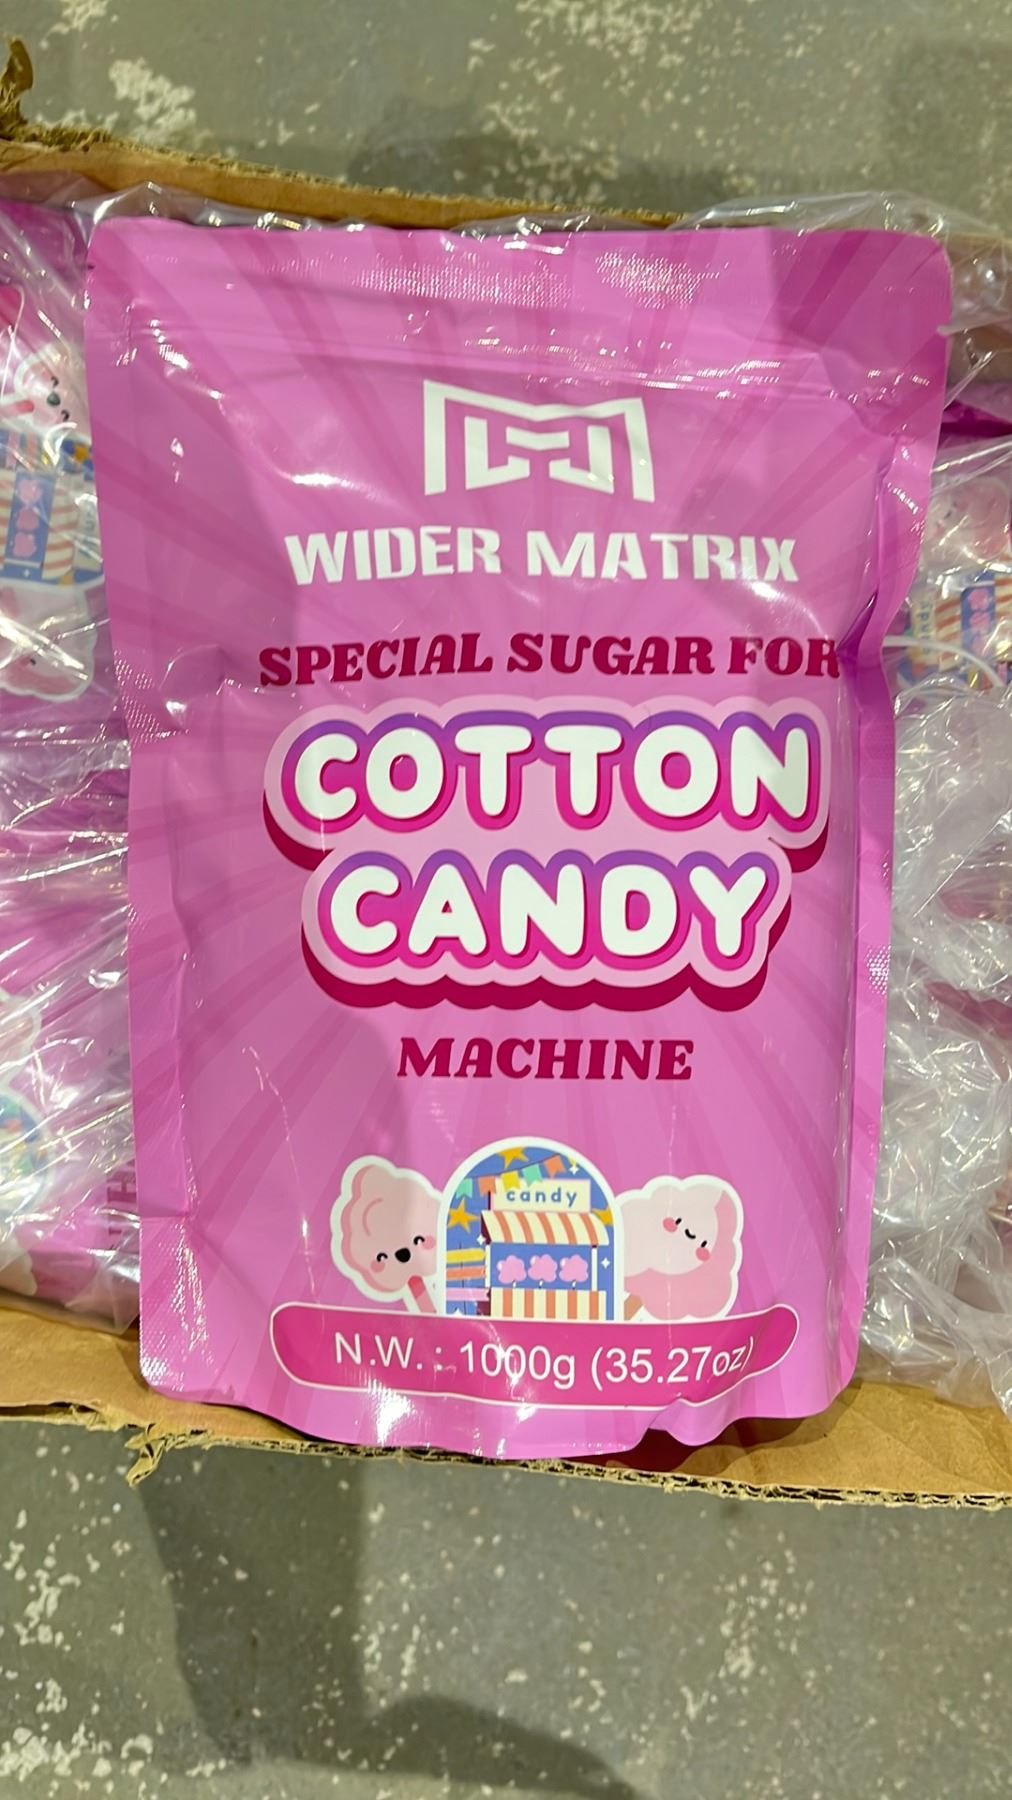 WIDER MATRIX
SPECIAL SUGAR FOR
COTTON
CANDY
MACHINE
candy
N.W. : 1000g (35.27oz)